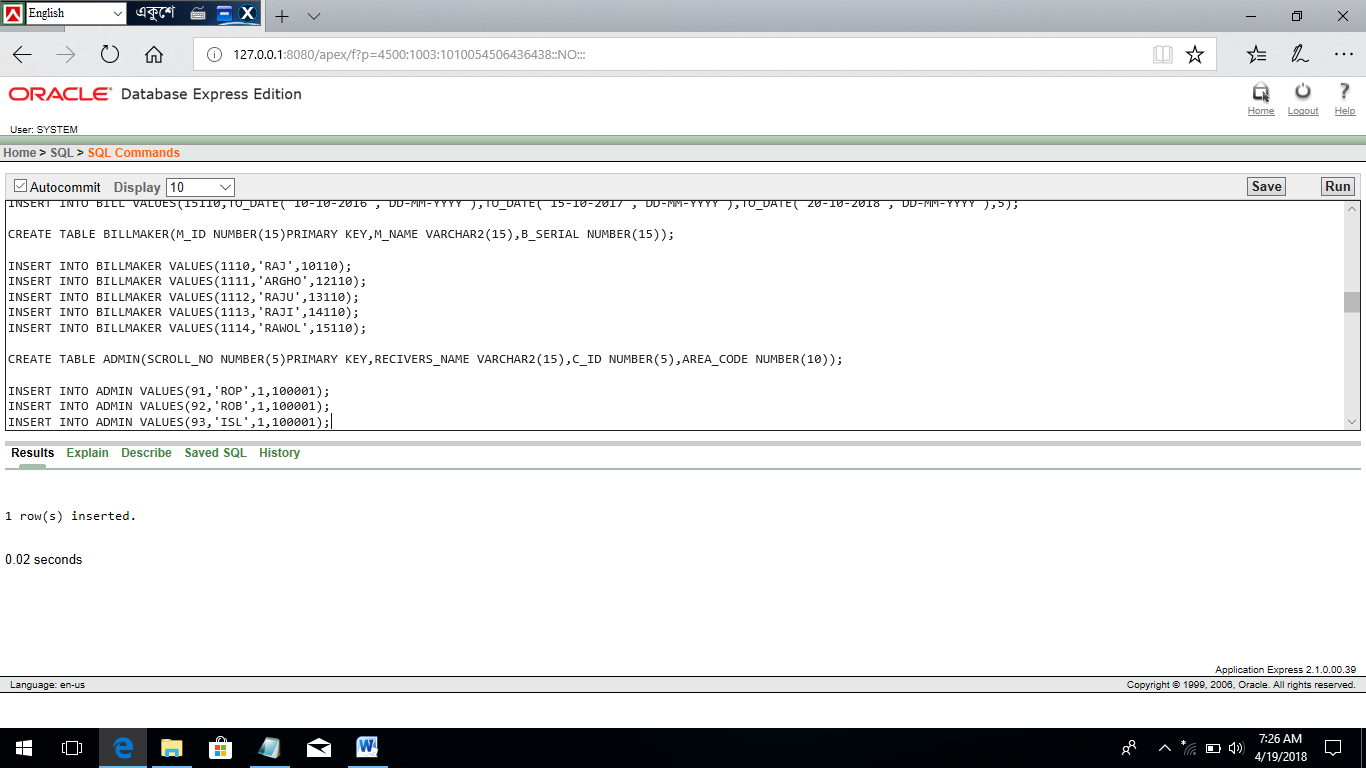 English
একুশে
127.0.0.1:8080/apex/f?p=4500:1003:1010054506436438::NO:::
ORACLE Database Express Edition
Home Logout Help
User: SYSTEM
Home > SQL > SQL Commands
Autocommit Display 10 Save Run
INSERT INTO BILL VALUES(15110,TO_DATE( 10-10-2016 , DD-MM-YYYY ),TO_DATE( 15-10-2017 , DD-MM-YYYY ),TO_DATE( 20-10-2018 , DD-MM-YYYY ),5);
CREATE TABLE BILLMAKER(M_ID NUMBER(15)PRIMARY KEY,M_NAME VARCHAR2(15),B_SERIAL NUMBER(15));
INSERT INTO BILLMAKER VALUES(1110,'RAJ',10110);
INSERT INTO BILLMAKER VALUES(1111,'ARGHO',12110);
INSERT INTO BILLMAKER VALUES(1112,'RAJU',13110);
INSERT INTO BILLMAKER VALUES(1113,'RAJI',14110);
INSERT INTO BILLMAKER VALUES(1114,'RAWOL',15110);
CREATE TABLE ADMIN(SCROLL_NO NUMBER(5)PRIMARY KEY,RECIVERS_NAME VARCHAR2(15),C_ID NUMBER(5),AREA_CODE NUMBER(10));
INSERT INTO ADMIN VALUES(91,'ROP',1,100001);
INSERT INTO ADMIN VALUES(92,'ROB',1,100001);
INSERT INTO ADMIN VALUES(93,'ISL',1,100001);
Results Explain Describe Saved SQL History
1 row(s) inserted.
0.02 seconds
Application Express 2.1.0.00.39
Language: en-us Copyright © 1999, 2006, Oracle. All rights reserved.
7:26 AM
4/19/2018